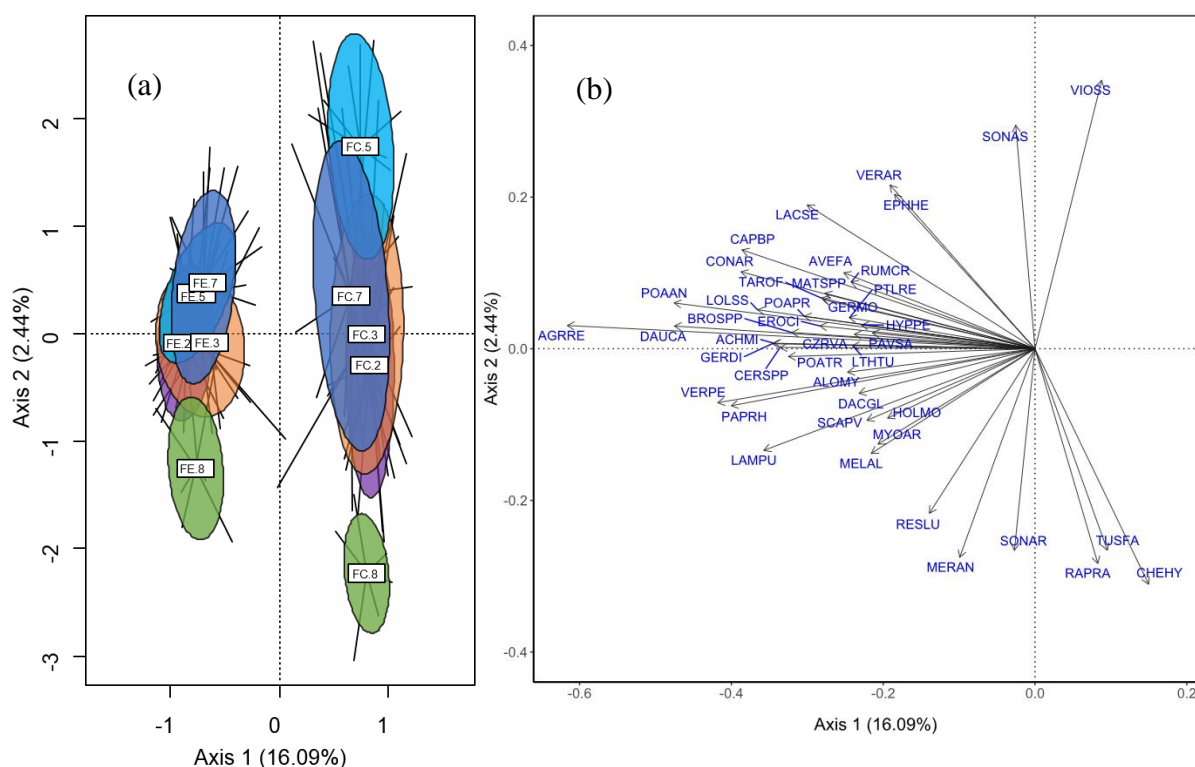 (a)
2
1
0
-1
-2
-3
Axis 2 (2.44%)
FC.5
FE.7
FE.5
FC.7
FE.2
FE.3
FC.3
FC.2
FE.8
FC.8
-1
0
1
Axis 1 (16.09%)
(b)
0.4
0.2
0.0
-0.2
-0.4
Axis 2 (2.44%)
VIOSS
SONAS
VERAR
EPHHE
LACSE
CAPBP
CONAR
AVEFA
TAROF
MATSPP
RUMCR
PTLRE
POAAN
LOLSS
POAPR
GERMO
BROSPP
EROCI
HYPPE
AGRRE
DAUCA
ACHMI
CZRVA
PAVSA
GERDI
CERSPP
POATR
LTHTU
VERPE
ALOMY
PAPRH
DACGL
SCAPV
HOLMO
MYOAR
LAMPU
MELAL
RESLU
SONAR
TUSFA
MERAN
RAPRA
CHEHY
-0.6
-0.4
-0.2
0.0
0.2
Axis 1 (16.09%)